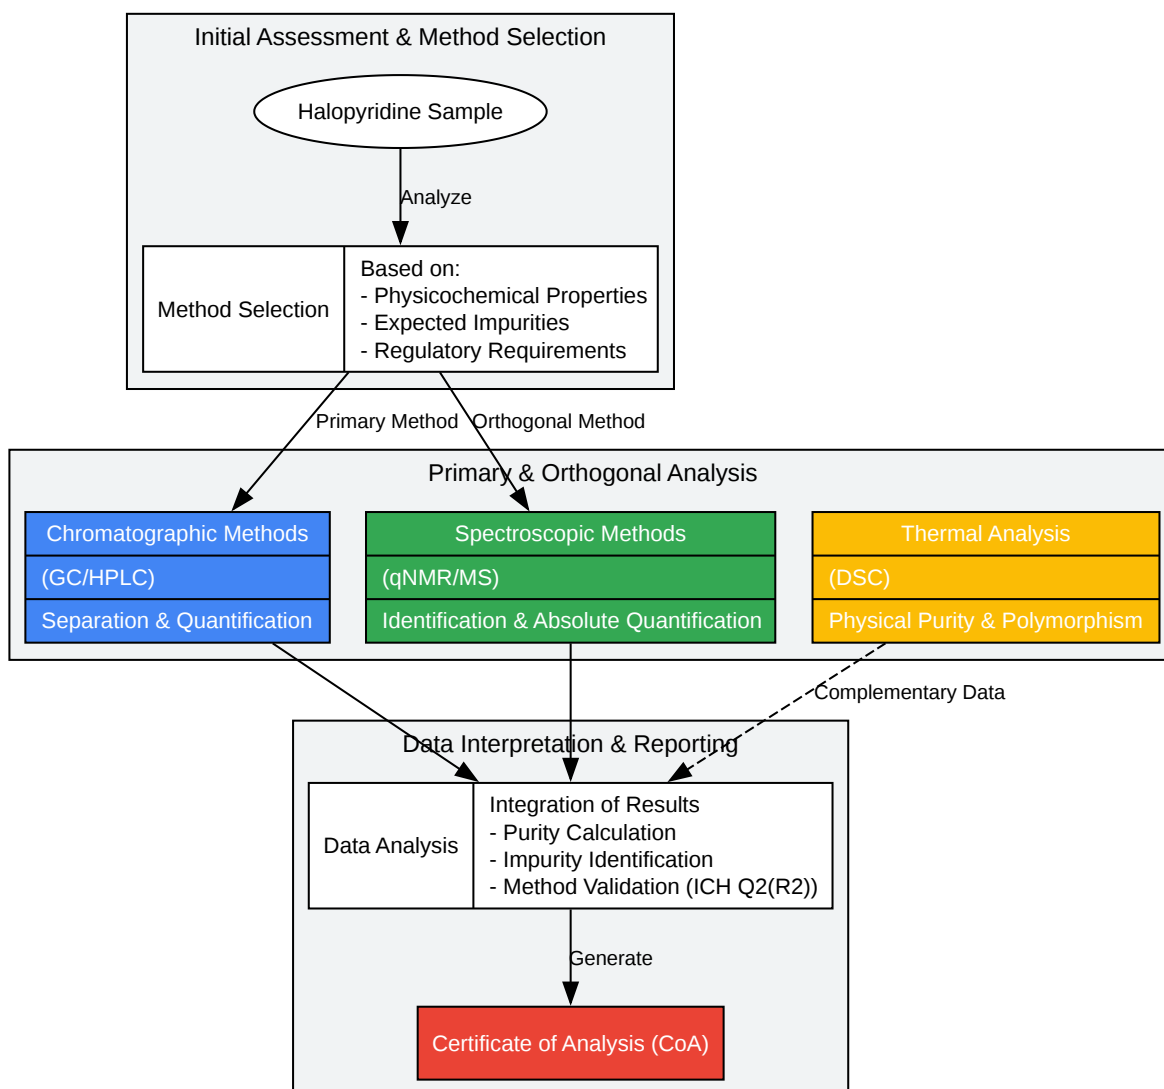 Initial Assessment & Method Selection
Halopyridine Sample
Analyze
Method Selection
Based on:
- Physicochemical Properties
- Expected Impurities
- Regulatory Requirements
Primary Method
Orthogonal Method
Primary & Orthogonal Analysis
Chromatographic Methods
(GC/HPLC)
Separation & Quantification
Spectroscopic Methods
(qNMR/MS)
Identification & Absolute Quantification
Thermal Analysis
(DSC)
Physical Purity & Polymorphism
Complementary Data
Data Interpretation & Reporting
Data Analysis
Integration of Results
- Purity Calculation
- Impurity Identification
- Method Validation (ICH Q2(R2))
Generate
Certificate of Analysis (CoA)